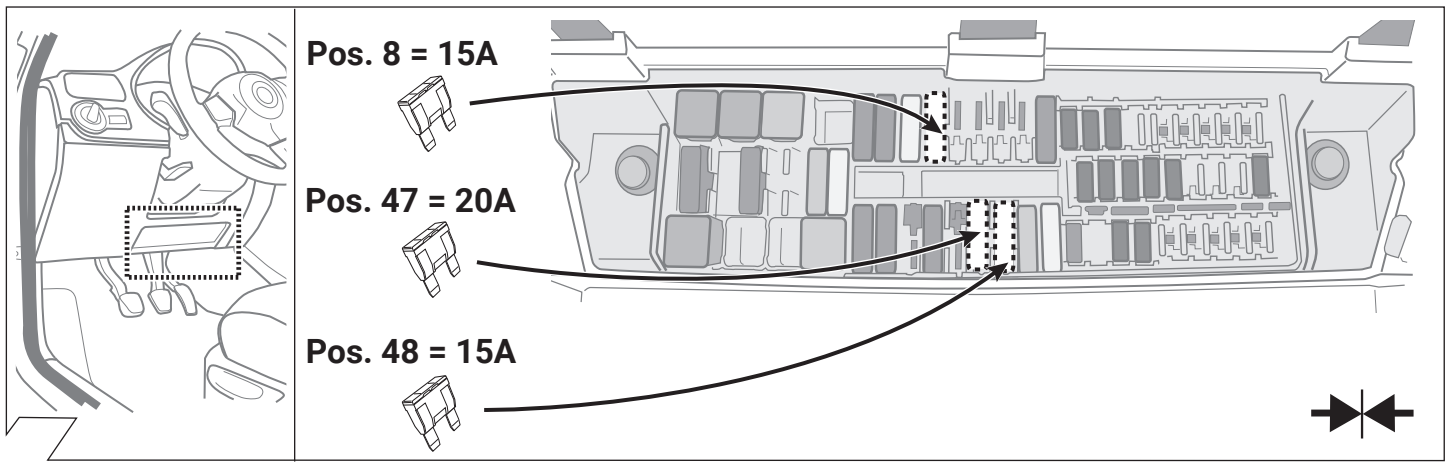 Pos. 8 = 15A
Pos. 47 = 20A
Pos. 48 = 15A